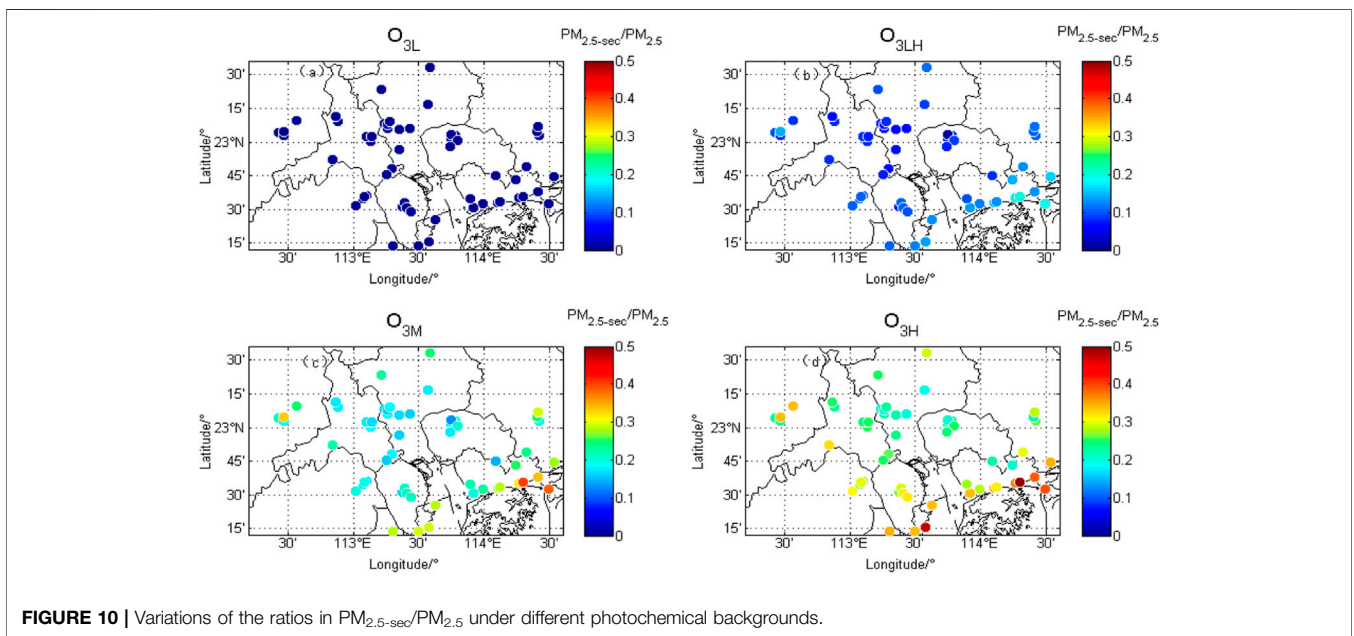 O3L
PM2.5-sec/PM2.5
(a)
30'
15'
23°N
45'
30'
15'
Latitude/°
30' 113°E 30' 114°E 30'
Longitude/°
0.5
0.4
0.3
0.2
0.1
0
O3LH
PM2.5-sec/PM2.5
(b)
30'
15'
23°N
45'
30'
15'
Latitude/°
30' 113°E 30' 114°E 30'
Longitude/°
0.5
0.4
0.3
0.2
0.1
0
O3M
PM2.5-sec/PM2.5
(c)
30'
15'
23°N
45'
30'
15'
Latitude/°
30' 113°E 30' 114°E 30'
Longitude/°
0.5
0.4
0.3
0.2
0.1
0
O3H
PM2.5-sec/PM2.5
(d)
30'
15'
23°N
45'
30'
15'
Latitude/°
30' 113°E 30' 114°E 30'
Longitude/°
0.5
0.4
0.3
0.2
0.1
0
FIGURE 10 | Variations of the ratios in PM2.5-sec/PM2.5 under different photochemical backgrounds.